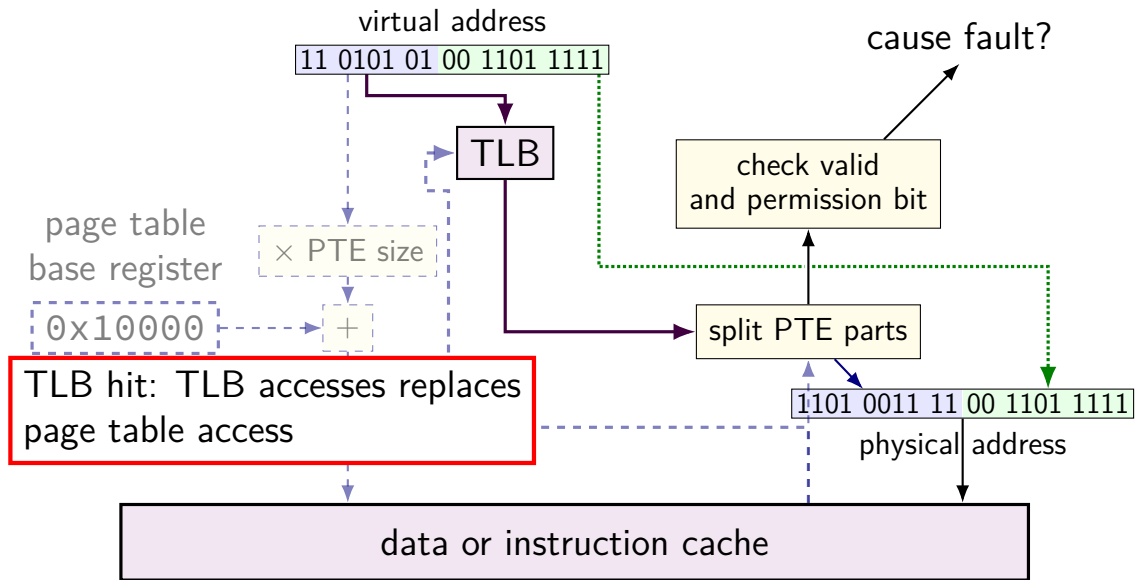 virtual address
11 0101 01 00 1101 1111
cause fault?
TLB
check valid
and permission bit
page table
base register
× PTE size
0x10000
+
split PTE parts
TLB hit: TLB accesses replaces
page table access
1101 0011 11 00 1101 1111
physical address
data or instruction cache